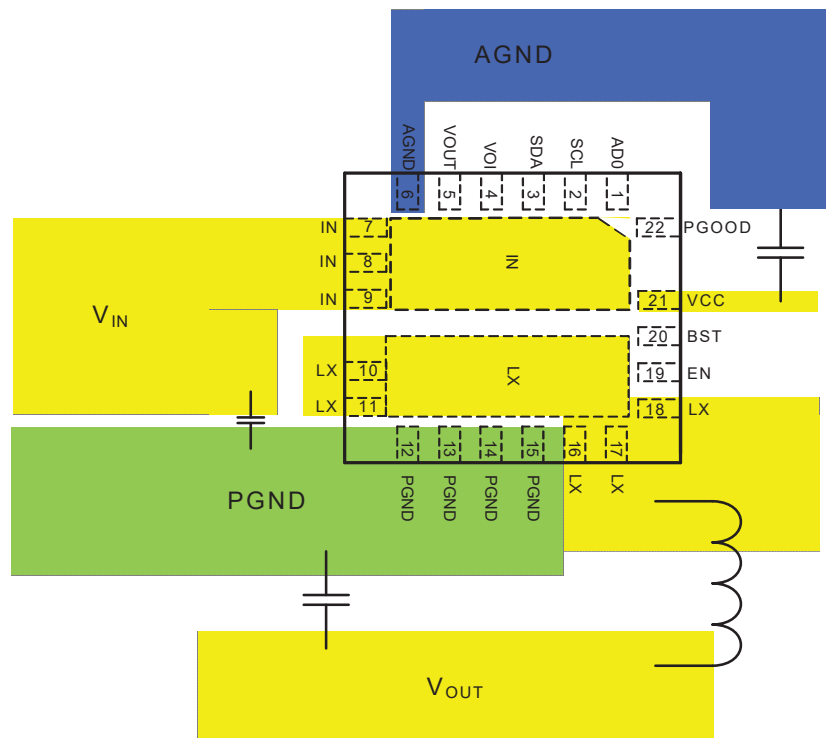 AGND
AGND
VOUT
VOI
SDA
SCL
AD0
6
5
4
3
2
1
IN
7
22
PGOOD
IN
8
IN
IN
9
21
VCC
VIN
20
BST
LX
10
LX
19
EN
LX
11
18
LX
12
13
14
15
16
17
PGND
PGND
PGND
PGND
PGND
LX
LX
VOUT